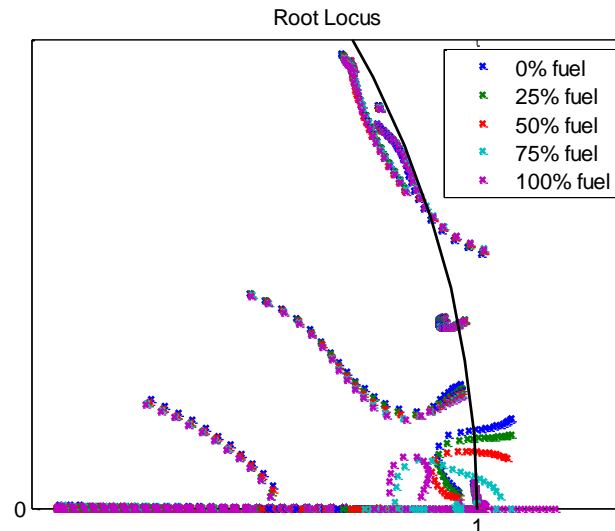 Root Locus
0% fuel
25% fuel
50% fuel
75% fuel
100% fuel
0
1